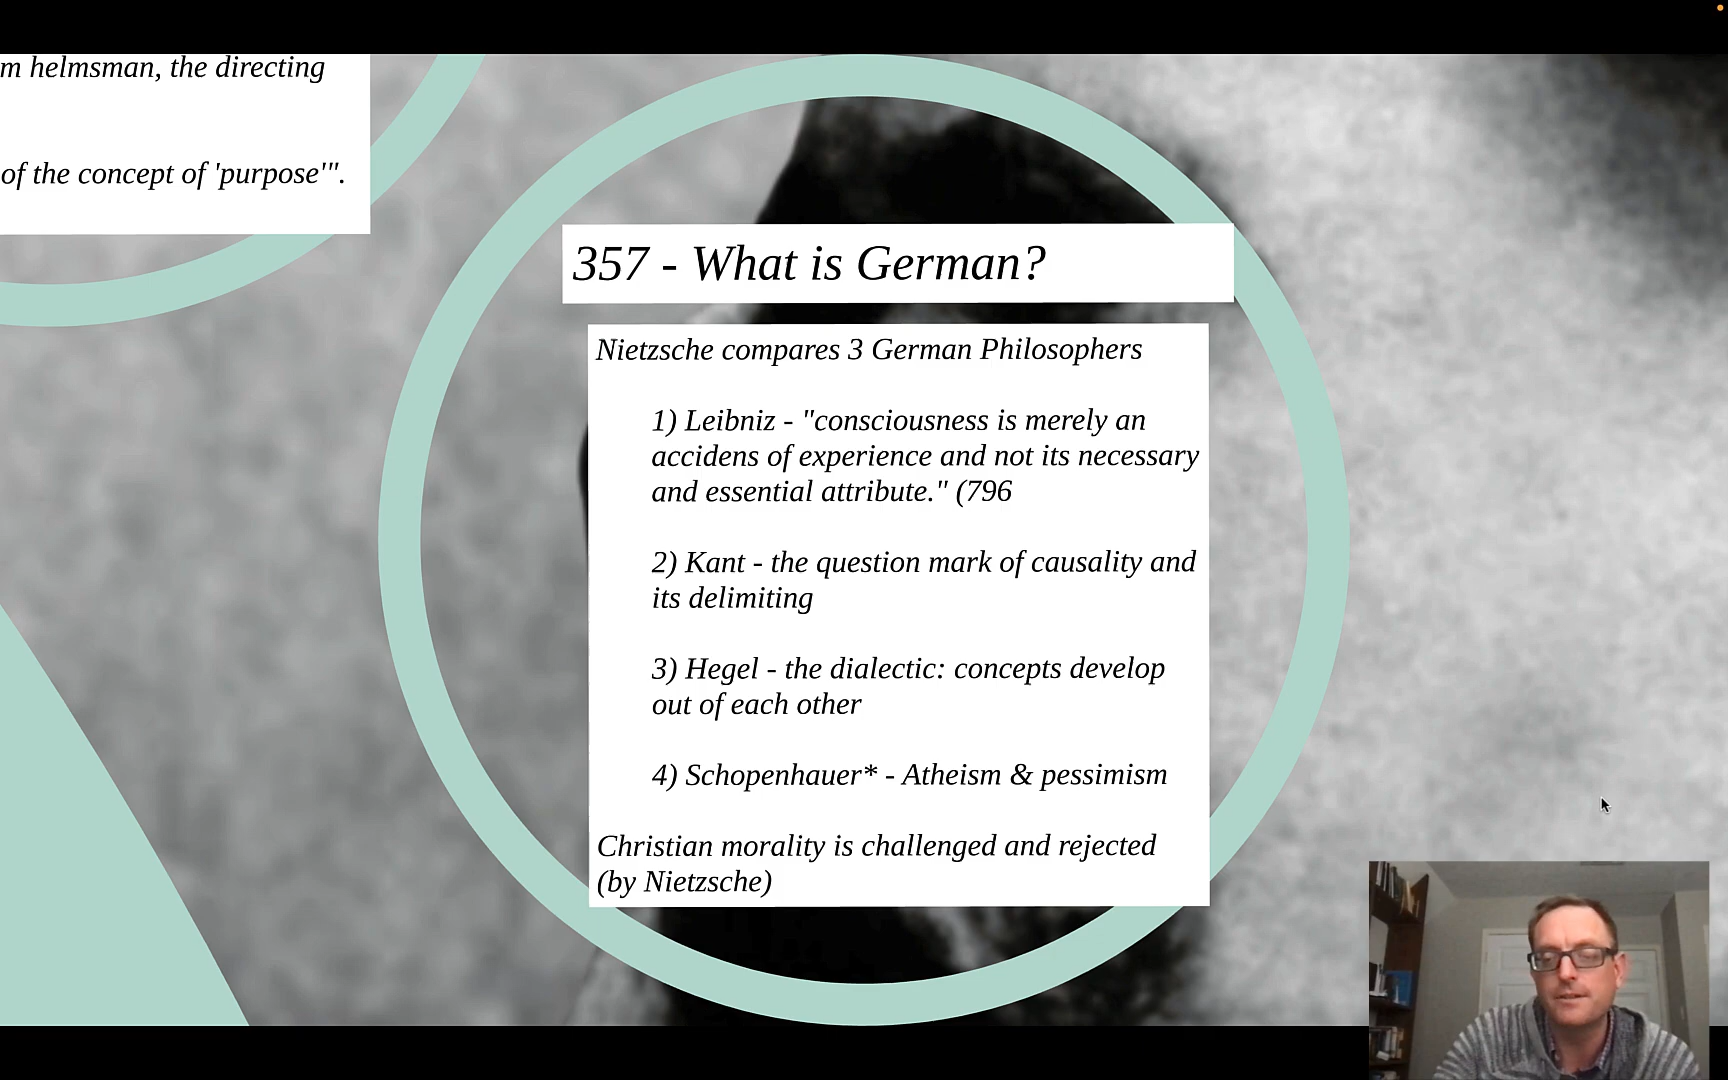 m helmsman, the directing
of the concept of 'purpose'".
357 - What is German?
Nietzsche compares 3 German Philosophers
1) Leibniz - "consciousness is merely an
accidens of experience and not its necessary
and essential attribute." (796
2) Kant - the question mark of causality and
its delimiting
3) Hegel - the dialectic: concepts develop
out of each other
4) Schopenhauer* - Atheism & pessimism
Christian morality is challenged and rejected
(by Nietzsche)